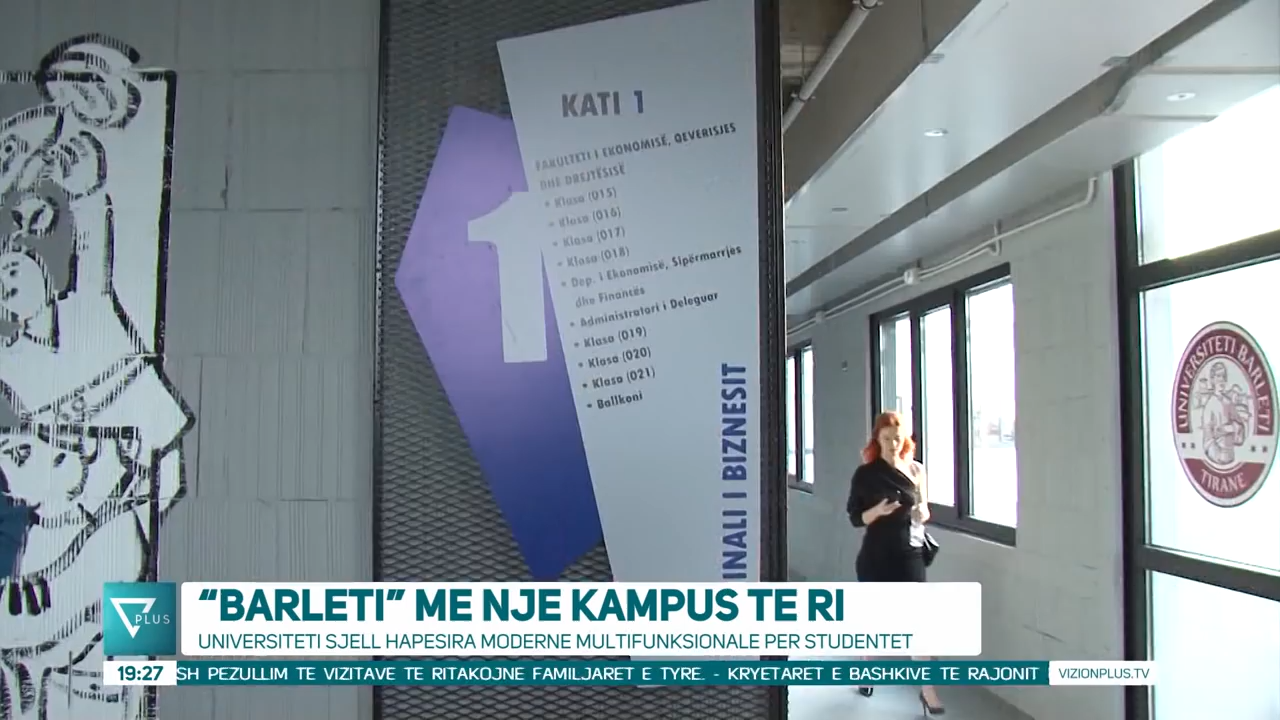 KATI 1
FAKULTETI I EKONOMISË, QEVERISJES
DHE DREJTËSISË
• Klasa (015)
• Klasa (016)
• Klasa (017)
• Klasa (018)
• Dep. i Ekonomisë, Sipërmarrjes
dhe Financës
• Administratori i Deleguar
• Klasa (019)
• Klasa (020)
• Klasa (021)
• Ballkoni
1
INALI I BIZNESIT
UNIVERSITETI BARLETI
TIRANE
PLUS
“BARLETI” ME NJE KAMPUS TE RI
UNIVERSITETI SJELL HAPESIRA MODERNE MULTIFUNKSIONALE PER STUDENTET
19:27
SH PEZULLIM TE VIZITAVE TE RITAKOJNE FAMILJARET E TYRE. - KRYETARET E BASHKIVE TE RAJONIT
VIZIONPLUS.TV